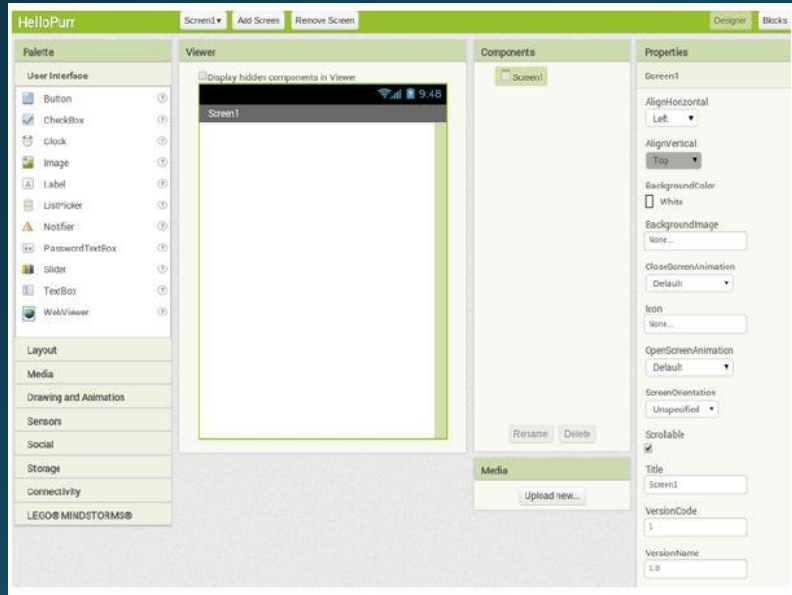 HelloPurr
Screen1 ▾ Add Screen Remove Screen
Designer Blocks
Palette
User Interface
Button
CheckBox
Clock
Image
Label
ListPicker
Notifier
PasswordTextBox
Slider
TextBox
WebViewer
Layout
Media
Drawing and Animation
Sensors
Social
Storage
Connectivity
LEGO® MINDSTORMS®
Viewer
Display hidden components in Viewer
9:48
Screen1
Components
Screen1
Rename Delete
Media
Upload new...
Properties
Screen1
AlignHorizontal
Left
AlignVertical
Top
BackgroundColor
White
BackgroundImage
None...
CloseScreenAnimation
Default
Icon
None...
OpenScreenAnimation
Default
ScreenOrientation
Unspecified
Scrollable
Title
Screen1
VersionCode
1
VersionName
1.0